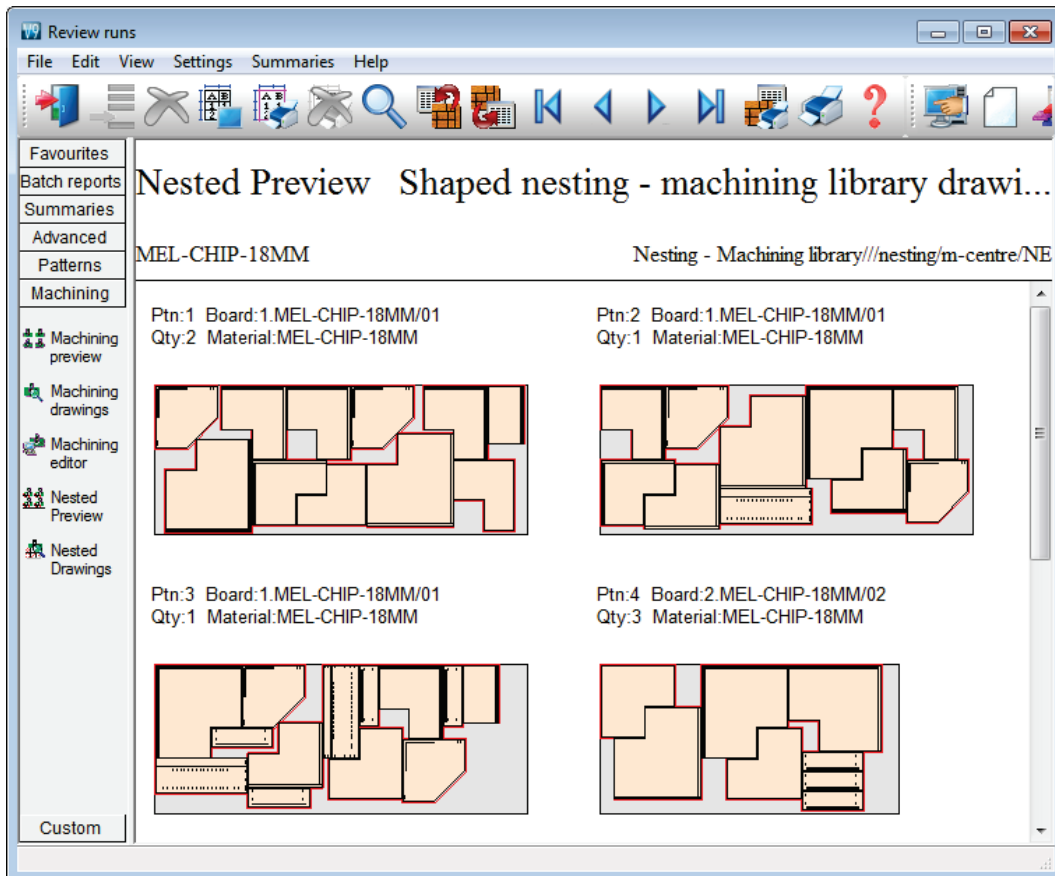 V9 Review runs
File Edit View Settings Summaries Help
Favourites
Batch reports
Summaries
Advanced
Patterns
Machining
Machining
preview
Machining
drawings
Machining
editor
Nested
Preview
Nested
Drawings
Custom
Nested Preview Shaped nesting - machining library drawi...
MEL-CHIP-18MM Nesting - Machining library///nesting/m-centre/NE
Ptn:1 Board:1.MEL-CHIP-18MM/01
Qty:2 Material:MEL-CHIP-18MM
Ptn:2 Board:1.MEL-CHIP-18MM/01
Qty:1 Material:MEL-CHIP-18MM
Ptn:3 Board:1.MEL-CHIP-18MM/01
Qty:1 Material:MEL-CHIP-18MM
Ptn:4 Board:2.MEL-CHIP-18MM/02
Qty:3 Material:MEL-CHIP-18MM